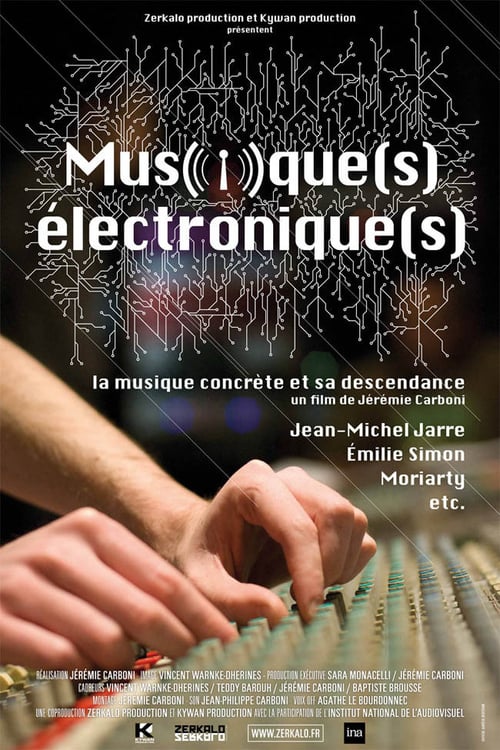 Zerkalo production et Kywan production
présentent
Mus(i)que(s)
électronique(s)
la musique concrète et sa descendance
un film de Jérémie Carboni
Jean-Michel Jarre
Émilie Simon
Moriarty
etc.
RÉALISATION JÉRÉMIE CARBONI - IMAGE VINCENT WARNKE-DHERINES - PRODUCTION EXÉCUTIVE SARA MONACELLI / JÉRÉMIE CARBONI
CADREURS VINCENT WARNKE-DHERINES / TEDDY BAROUH / JÉRÉMIE CARBONI / BAPTISTE BROUSSE
MONTAGE JÉRÉMIE CARBONI - SON JEAN-PHILIPPE CARBONI - VOIX OFF AGATHE LE BOURDONNEC
UNE COPRODUCTION ZERKALO PRODUCTION ET KYWAN PRODUCTION AVEC LA PARTICIPATION DE L'INSTITUT NATIONAL DE L'AUDIOVISUEL
K KYWAN ZERKALO WWW.ZERKALO.FR ina